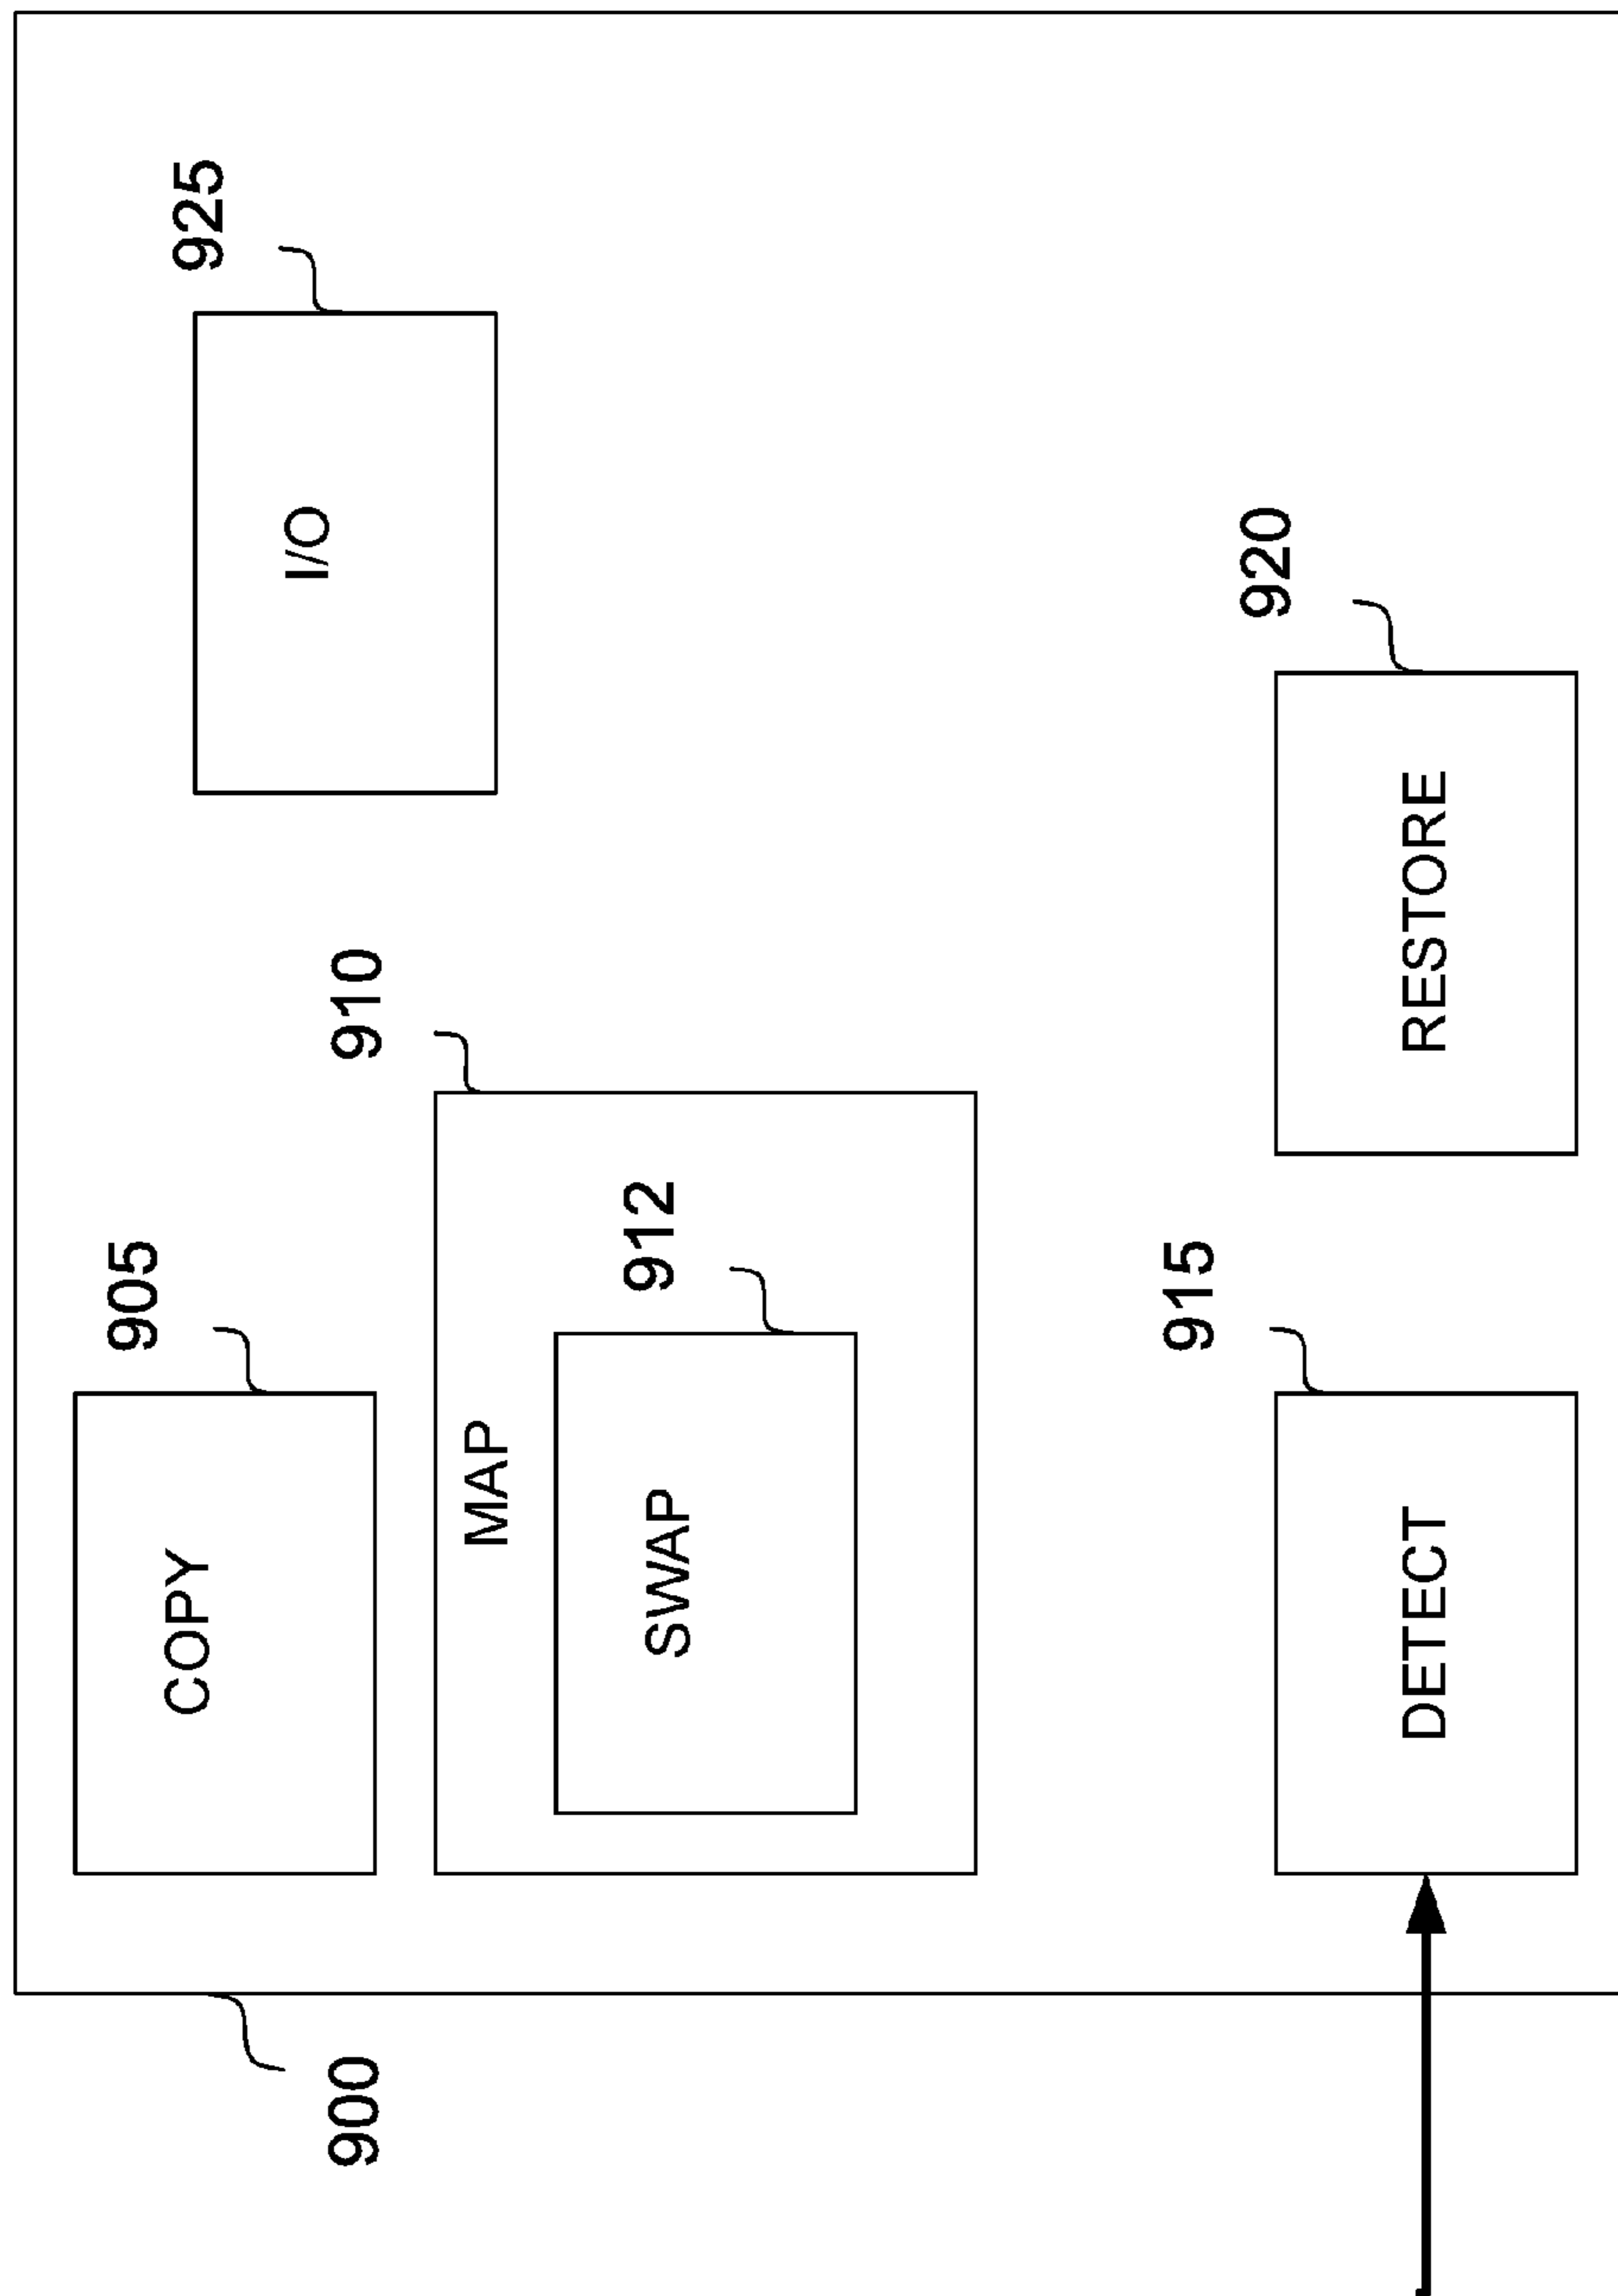 900
COPY
905
MAP
910
SWAP
912
I/O
925
DETECT
915
RESTORE
920